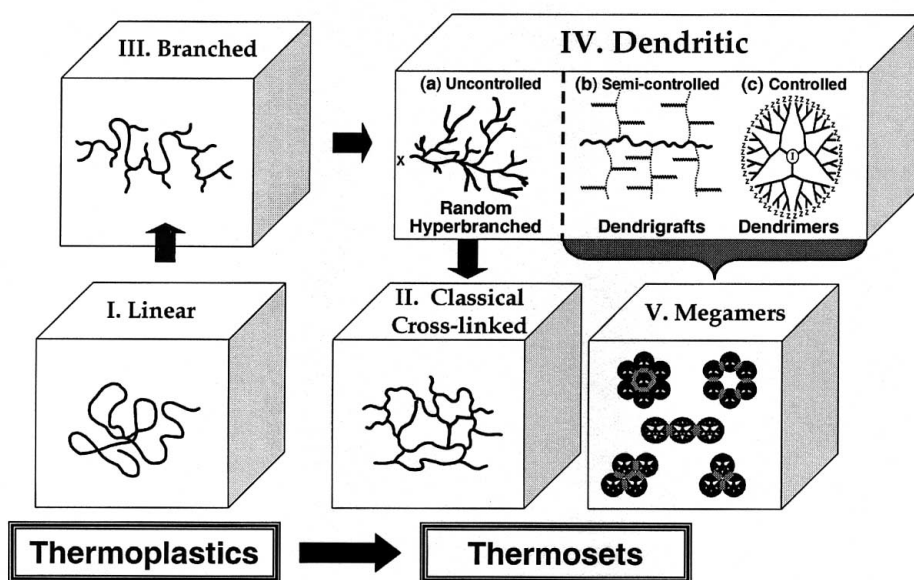 III. Branched
IV. Dendritic
(a) Uncontrolled
(b) Semi-controlled
(c) Controlled
X
I
Random
Hyperbranched
Dendrigrafts
Dendrimers
I. Linear
II. Classical
Cross-linked
V. Megamers
Thermoplastics
Thermosets